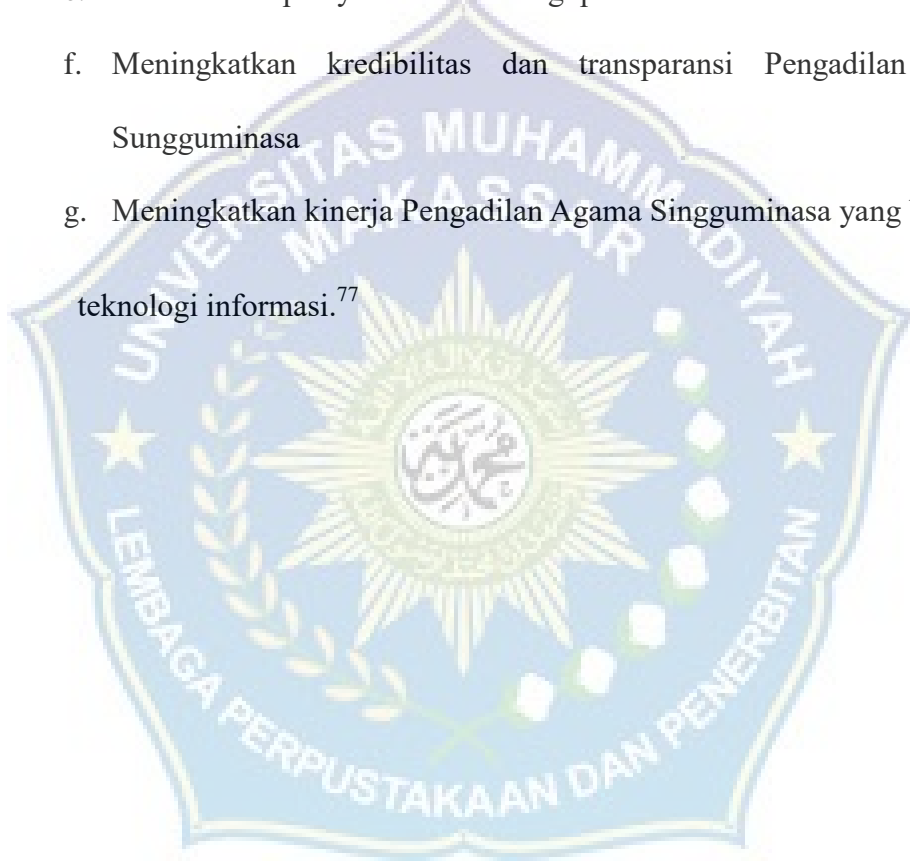 f. Meningkatkan kredibilitas dan transparansi Pengadilan
Sungguminasa
g. Meningkatkan kinerja Pengadilan Agama Singguminasa yang
teknologi informasi.77
UNIVERSITAS MUHAMMADIYAH
MAKASSAR
LEMBAGA PERPUSTAKAAN DAN PENERBITAN